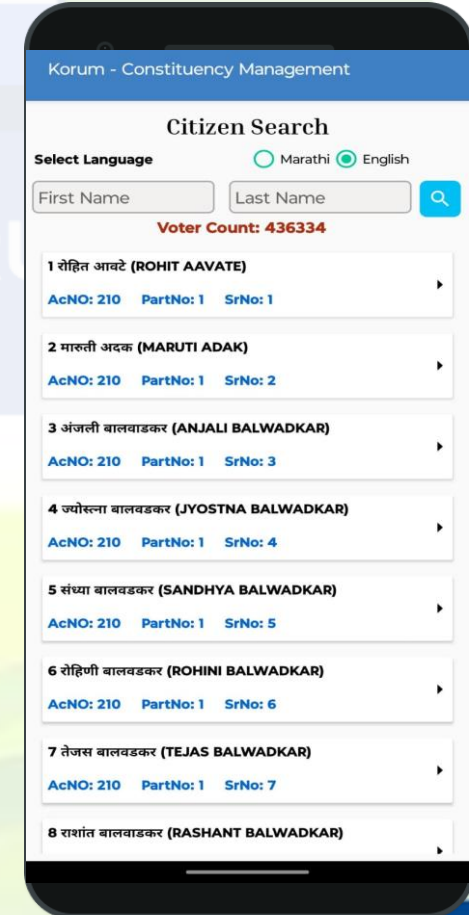 Korum - Constituency Management
Citizen Search
Select Language Marathi English
First Name Last Name
Voter Count: 436334
1 रोहित आवटे (ROHIT AAVATE)
AcNO: 210 PartNo: 1 SrNo: 1
2 मारुती अदक (MARUTI ADAK)
AcNO: 210 PartNo: 1 SrNo: 2
3 अंजली बालवाडकर (ANJALI BALWADKAR)
AcNO: 210 PartNo: 1 SrNo: 3
4 ज्योस्त्ना बालवडकर (JYOSTNA BALWADKAR)
AcNO: 210 PartNo: 1 SrNo: 4
5 संध्या बालवडकर (SANDHYA BALWADKAR)
AcNO: 210 PartNo: 1 SrNo: 5
6 रोहिणी बालवडकर (ROHINI BALWADKAR)
AcNO: 210 PartNo: 1 SrNo: 6
7 तेजस बालवडकर (TEJAS BALWADKAR)
AcNO: 210 PartNo: 1 SrNo: 7
8 राशांत बालवाडकर (RASHANT BALWADKAR)